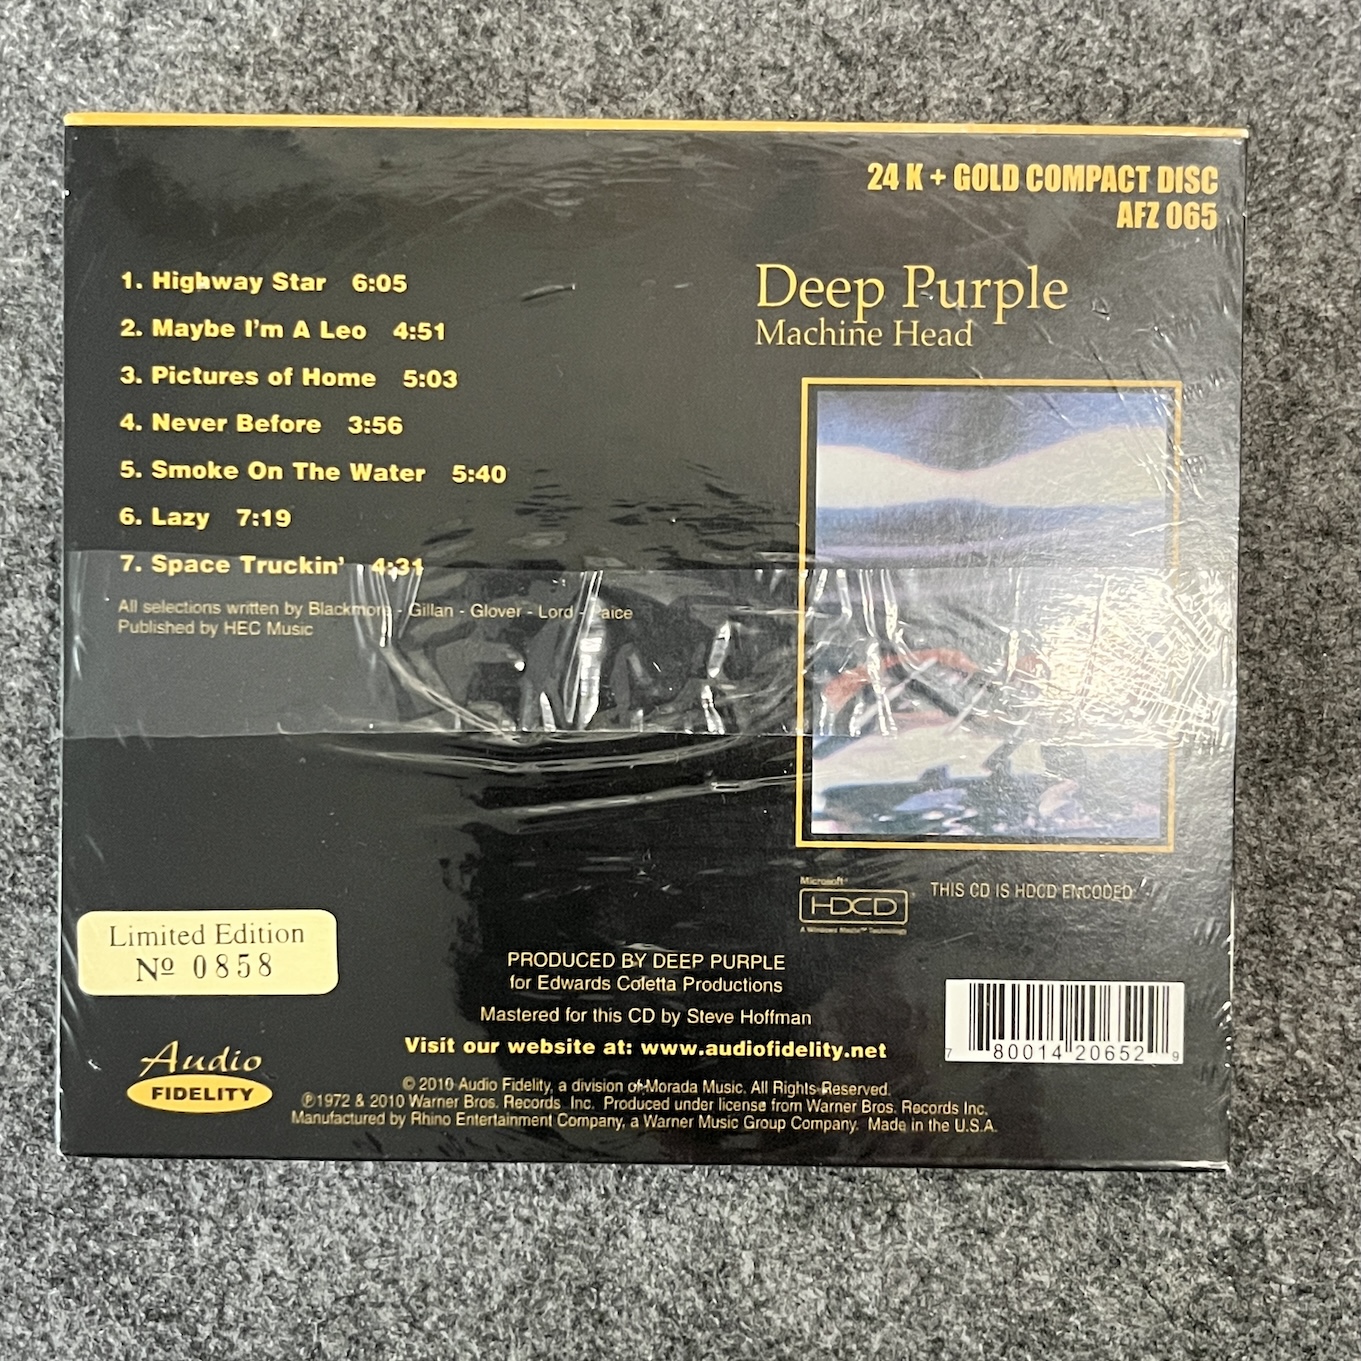 24 K + GOLD COMPACT DISC
AFZ 065
1. Highway Star 6:05
2. Maybe I'm A Leo 4:51
3. Pictures of Home 5:03
4. Never Before 3:56
5. Smoke On The Water 5:40
6. Lazy 7:19
7. Space Truckin' 4:31
All selections written by Blackmore - Gillan - Glover - Lord - Paice
Published by HEC Music
Deep Purple
Machine Head
Microsoft®
HDCD®
A Windows Media™ Technology
THIS CD IS HDCD ENCODED
Limited Edition
Nº 0858
Audio
FIDELITY
PRODUCED BY DEEP PURPLE
for Edwards Coletta Productions
Mastered for this CD by Steve Hoffman
Visit our website at: www.audiofidelity.net
© 2010 Audio Fidelity, a division of Morada Music. All Rights Reserved.
℗1972 & 2010 Warner Bros. Records Inc. Produced under license from Warner Bros. Records Inc.
Manufactured by Rhino Entertainment Company, a Warner Music Group Company. Made in the U.S.A.
7 80014 20652 9